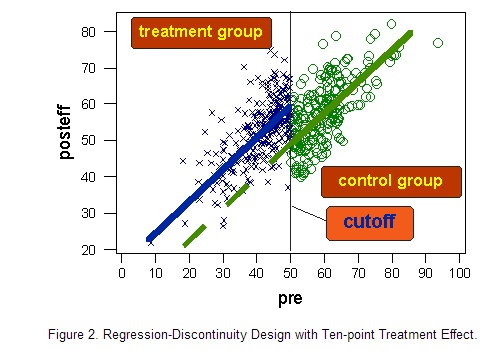 treatment group
80
70
60
50
40
30
20
posteff
control group
cutoff
0 10 20 30 40 50 60 70 80 90 100
pre
Figure 2. Regression-Discontinuity Design with Ten-point Treatment Effect.